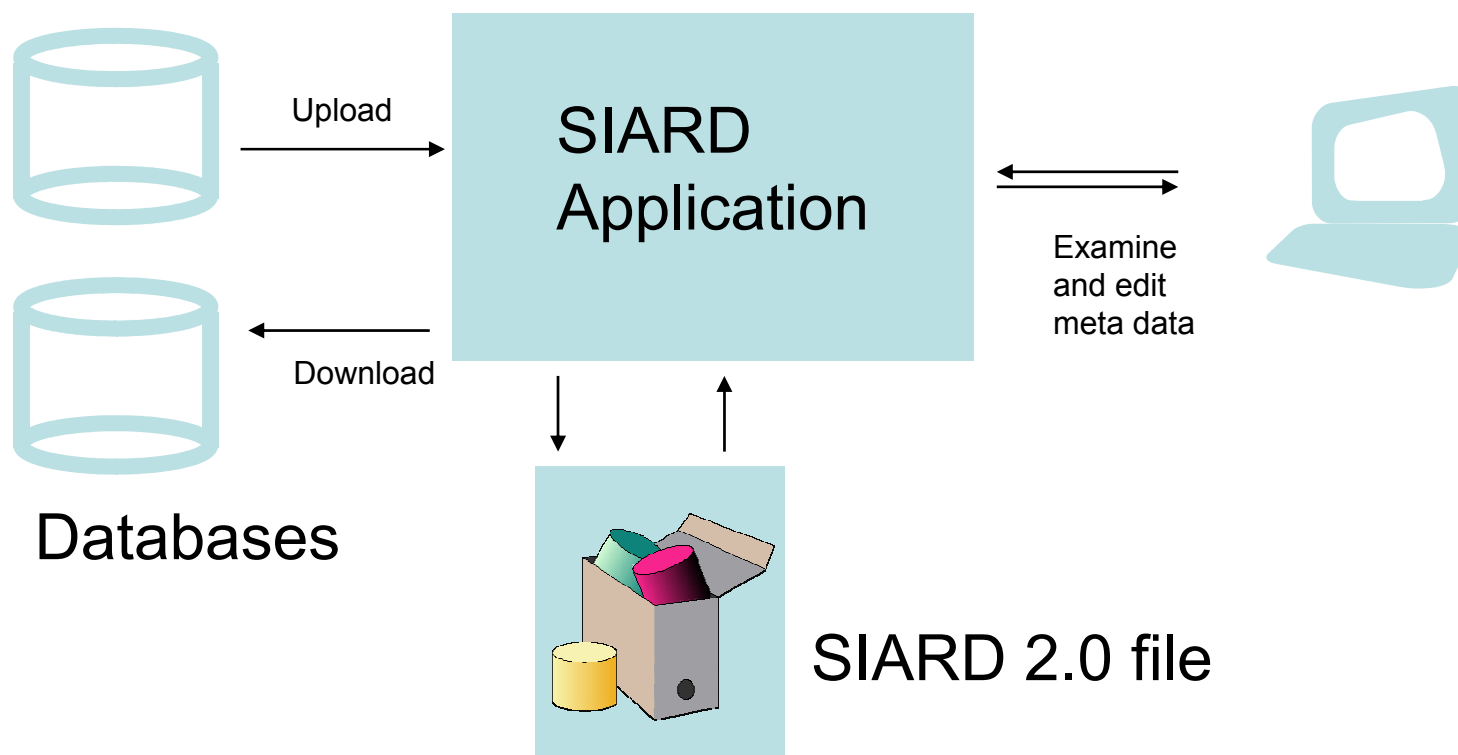 Upload
SIARD
Application
Examine
and edit
meta data
Download
Databases
SIARD 2.0 file